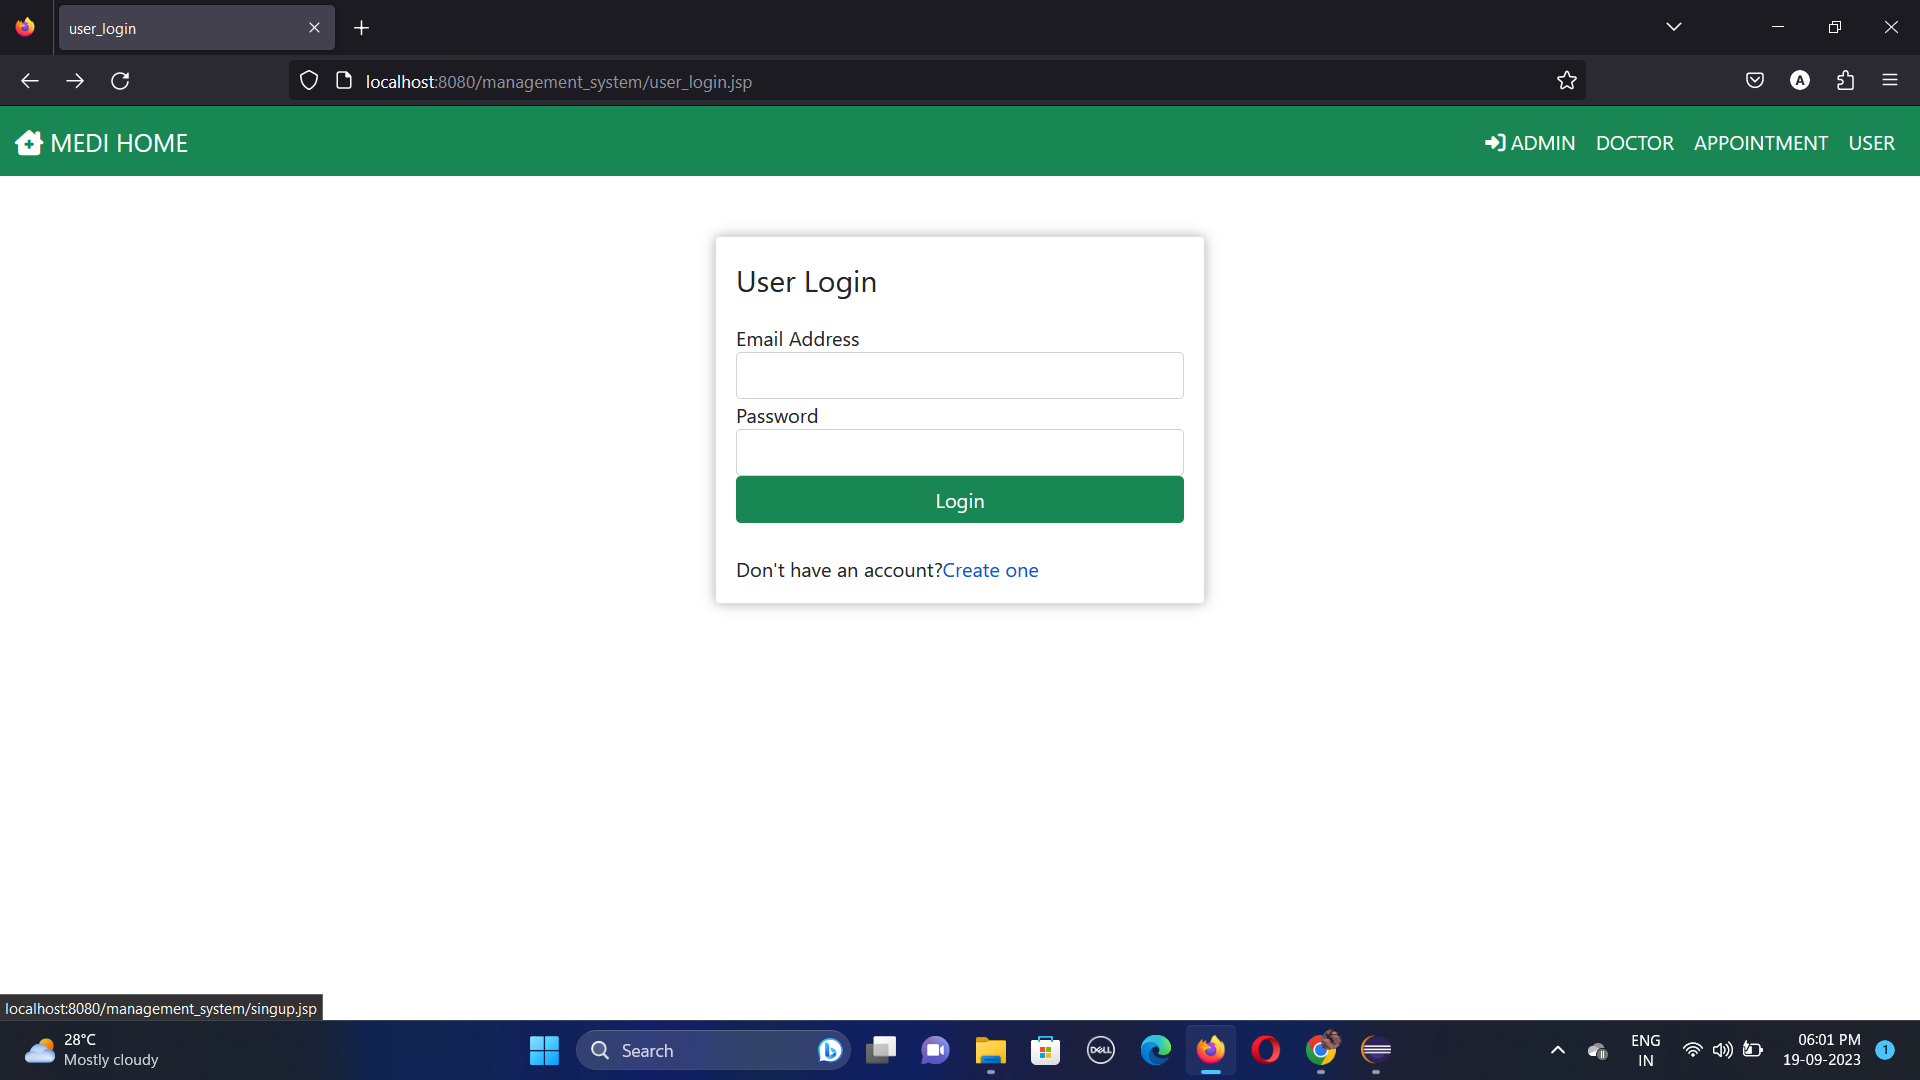 user_login
localhost:8080/management_system/user_login.jsp
A
MEDI HOME
ADMIN DOCTOR APPOINTMENT USER
User Login
Email Address
Password
Login
Don't have an account?Create one
localhost:8080/management_system/singup.jsp
28°C
Mostly cloudy
Search
DELL
ENG
IN
06:01 PM
19-09-2023
1